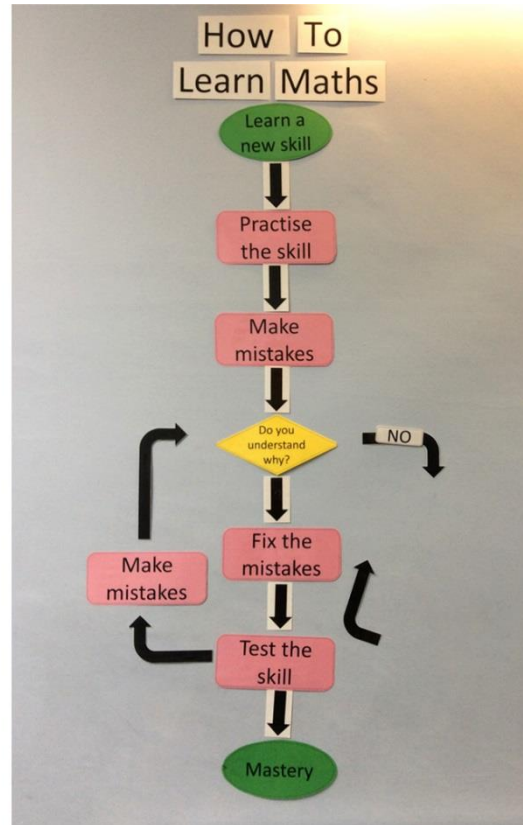 How To
Learn Maths
Learn a
new skill
Practise
the skill
Make
mistakes
Do you
understand
why?
NO
Fix the
mistakes
Make
mistakes
Test the
skill
Mastery